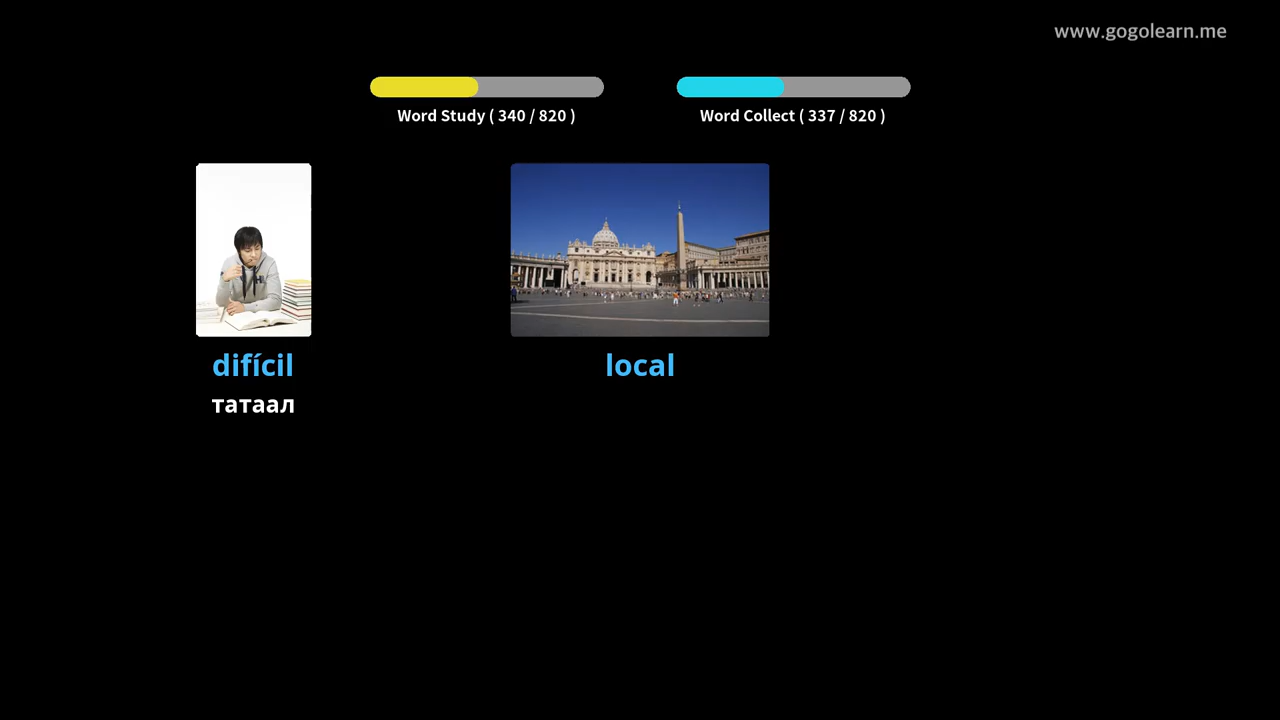 www.gogolearn.me
Word Study ( 340 / 820 )
Word Collect ( 337 / 820 )
difícil
татаал
local